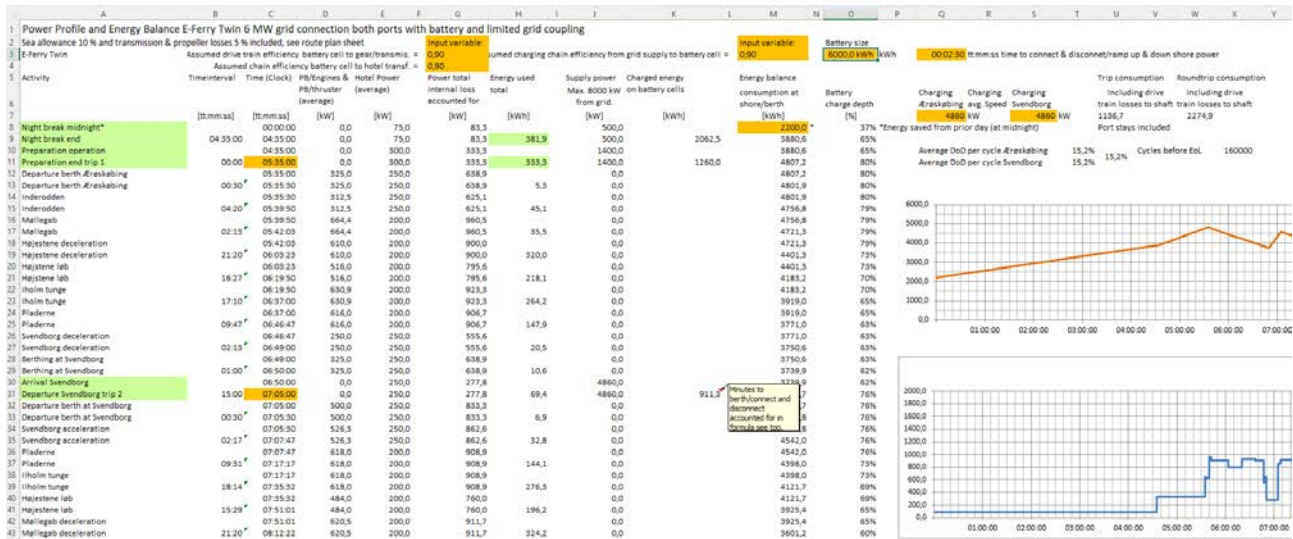 A B C D E F G H I J K L M N O P Q R S T U V W X Y
1 Power Profile and Energy Balance E-Ferry Twin 6 MW grid connection both ports with battery and limited grid coupling
2 Sea allowance 10 % and transmission & propeller losses 5 % included, see route plan sheet Input variable: Input variable: Battery size
3 E-Ferry Twin Assumed drive train efficiency battery cell to gear/transmis. = 0,90 umed charging chain efficiency from grid supply to battery cell = 0,90 6000,0 kWh kWh 00:02:30 tt:mm:ss time to connect & disconnet/ramp up & down shore power
4 Assumed chain efficiency battery cell to hotel transf. = 0,90
5 Activity Timeinterval Time (Clock) PB/Engines & Hotel Power Power total Energy used Supply power Charged energy Energy balance Trip consumption Roundtrip consumption
PB/thruster (average) internal loss total Max. 8000 kW on battery cells consumption at Battery Charging Charging Charging Including drive Including drive
6 (average) accounted for from grid. shore/berth charge depth Ærøskøbing avg. Speed Svendborg train losses to shaft train losses to shaft
7 [tt:mm:ss] [kW] [kW] [kW] [kWh] [kW] [kWh] [kWh] [%] 4860 kW 4860 kW 1136,7 2274,9
8 Night break midnight* 00:00:00 0,0 75,0 83,3 500,0 2200,0 * 37% *Energy saved from prior day (at midnight) Port stays included
9 Night break end 04:35:00 04:35:00 0,0 75,0 83,3 381,9 500,0 2062,5 3880,6 65%
10 Preparation operation 04:35:00 0,0 300,0 333,3 1400,0 3880,6 65% Average DoD per cycle Ærøskøbing 15,2% 15,2% Cycles before EoL 160000
11 Preparation end trip 1 00:00 05:35:00 0,0 300,0 333,3 333,3 1400,0 1260,0 4807,2 80% Average DoD per cycle Svendborg 15,2%
12 Departure berth Ærøskøbing 05:35:00 325,0 250,0 638,9 0,0 4807,2 80%
13 Departure berth Ærøskøbing 00:30 05:35:30 325,0 250,0 638,9 5,3 0,0 4801,9 80%
14 Inderodden 05:35:30 312,5 250,0 625,1 0,0 4801,9 80%
15 Inderodden 04:20 05:39:50 312,5 250,0 625,1 45,1 0,0 4756,8 79%
16 Møllegab 05:39:50 664,4 200,0 960,5 0,0 4756,8 79%
17 Møllegab 02:13 05:42:03 664,4 200,0 960,5 35,5 0,0 4721,3 79%
18 Højestene deceleration 05:42:03 610,0 200,0 900,0 0,0 4721,3 79%
19 Højestene deceleration 21:20 06:03:23 610,0 200,0 900,0 320,0 0,0 4401,3 73%
20 Højstene løb 06:03:23 516,0 200,0 795,6 0,0 4401,3 73%
21 Højstene løb 16:27 06:19:50 516,0 200,0 795,6 218,1 0,0 4183,2 70%
22 Iholm tunge 06:19:50 630,9 200,0 923,3 0,0 4183,2 70%
23 Iholm tunge 17:10 06:37:00 630,9 200,0 923,3 264,2 0,0 3919,0 65%
24 Pladerne 06:37:00 616,0 200,0 906,7 0,0 3919,0 65%
25 Pladerne 09:47 06:46:47 616,0 200,0 906,7 147,9 0,0 3771,0 63%
26 Svendborg deceleration 06:46:47 250,0 250,0 555,6 0,0 3771,0 63%
27 Svendborg deceleration 02:13 06:49:00 250,0 250,0 555,6 20,5 0,0 3750,6 63%
28 Berthing at Svendborg 06:49:00 325,0 250,0 638,9 0,0 3750,6 63%
29 Berthing at Svendborg 01:00 06:50:00 325,0 250,0 638,9 10,6 0,0 3739,9 62%
30 Arrival Svendborg 06:50:00 0,0 250,0 277,8 4860,0 3739,9 62%
31 Departure Svendborg trip 2 15:00 07:05:00 0,0 250,0 277,8 69,4 4860,0 911,3 76%
Minutes to
berth/connect and
disconnect
accounted for in
formula see too.
32 Departure berth at Svendborg 07:05:00 500,0 250,0 833,3 0,0 76%
33 Departure berth at Svendborg 00:30 07:05:30 500,0 250,0 833,3 6,9 0,0 76%
34 Svendborg acceleration 07:05:30 526,3 250,0 862,6 0,0 76%
35 Svendborg acceleration 02:17 07:07:47 526,3 250,0 862,6 32,8 0,0 4542,0 76%
36 Pladerne 07:07:47 618,0 200,0 908,9 0,0 4542,0 76%
37 Pladerne 09:31 07:17:17 618,0 200,0 908,9 144,1 0,0 4398,0 73%
38 Ilholm tunge 07:17:17 618,0 200,0 908,9 0,0 4398,0 73%
39 Ilholm tunge 18:14 07:35:32 618,0 200,0 908,9 276,3 0,0 4121,7 69%
40 Højestene løb 07:35:32 484,0 200,0 760,0 0,0 4121,7 69%
41 Højestene løb 15:29 07:51:01 484,0 200,0 760,0 196,2 0,0 3925,4 65%
42 Møllegab deceleration 07:51:01 620,5 200,0 911,7 0,0 3925,4 65%
43 Møllegab deceleration 21:20 08:12:22 620,5 200,0 911,7 324,2 0,0 3601,2 60%
6000,0
5000,0
4000,0
3000,0
2000,0
1000,0
0,0
01:00:00 02:00:00 03:00:00 04:00:00 05:00:00 06:00:00 07:00:00
2000,0
1800,0
1600,0
1400,0
1200,0
1000,0
800,0
600,0
400,0
200,0
0,0
01:00:00 02:00:00 03:00:00 04:00:00 05:00:00 06:00:00 07:00:00